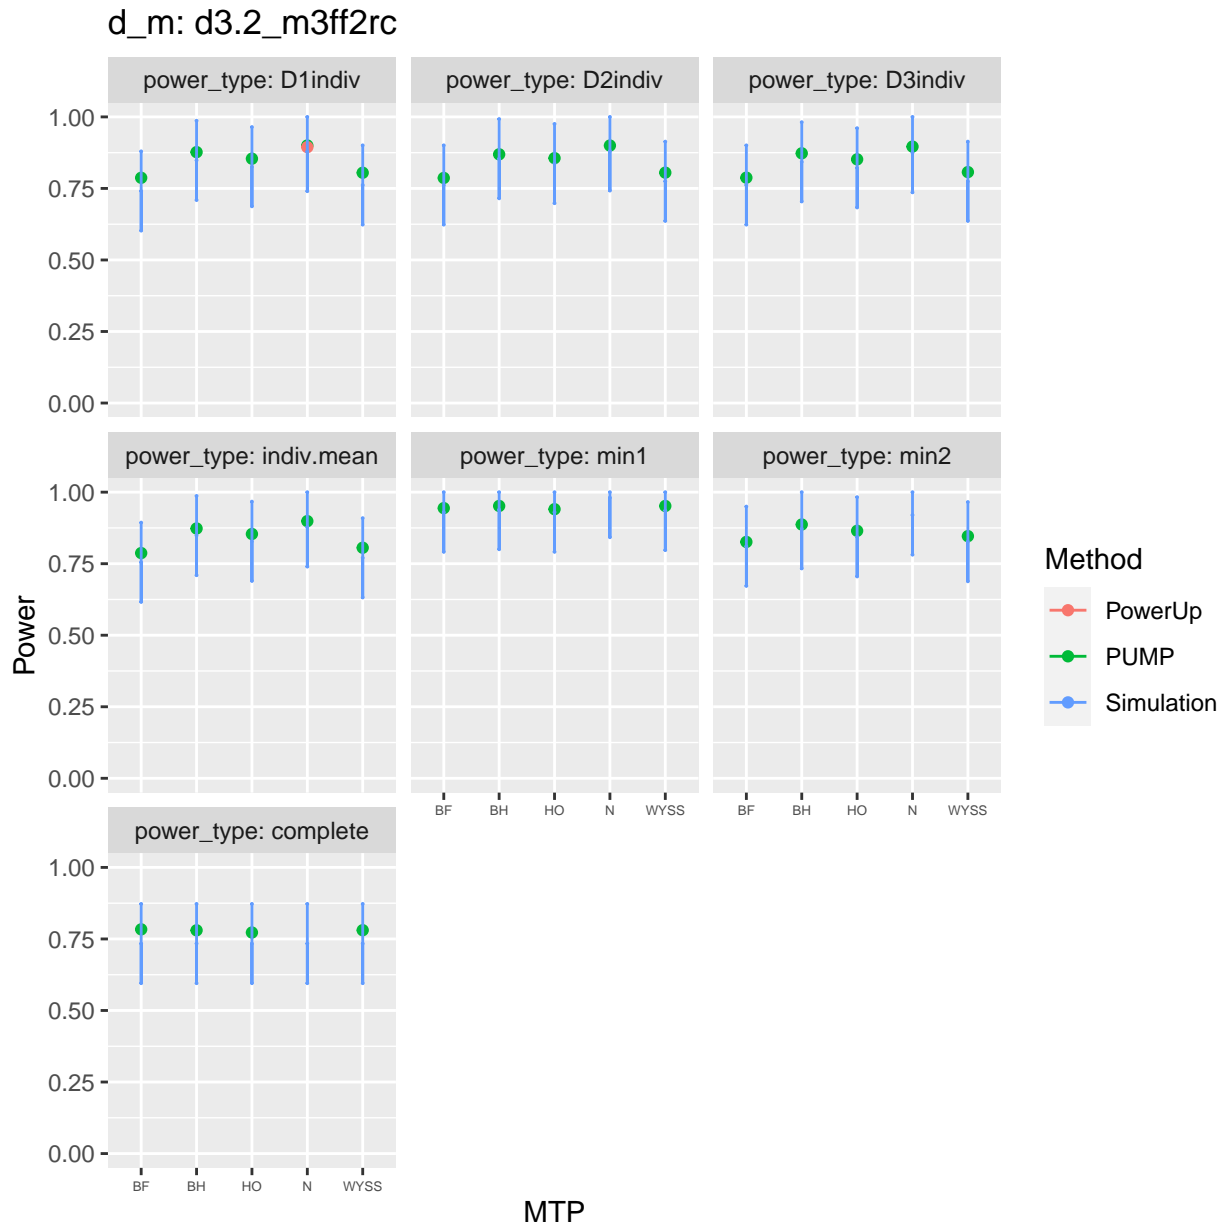 d_m: d3.2_m3ff2rc
power_type: D1indiv
power_type: D2indiv
power_type: D3indiv
1.00
0.75
0.50
0.25
0.00
power_type: indiv.mean
power_type: min1
power_type: min2
1.00
0.75
0.50
0.25
0.00
BF BH HO N WYSS
BF BH HO N WYSS
power_type: complete
1.00
0.75
0.50
0.25
0.00
BF BH HO N WYSS
MTP
Power
Method
PowerUp
PUMP
Simulation